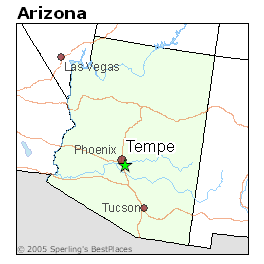 Arizona
Las Vegas
Phoenix
Tempe
Tucson
© 2005 Sperling's BestPlaces